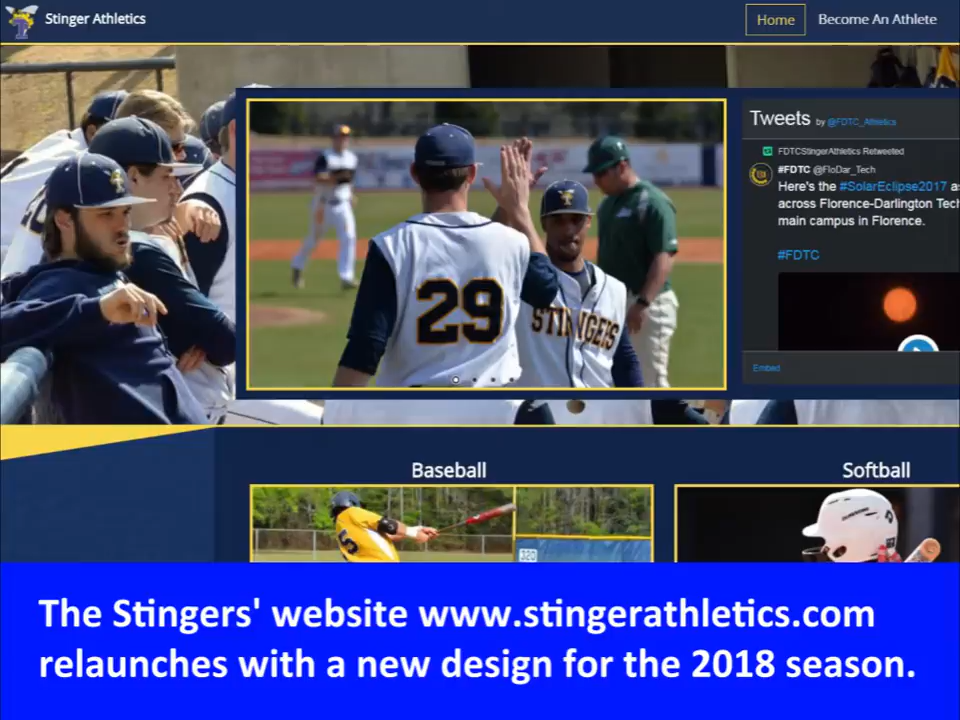 Stinger Athletics
Home
Become An Athlete
Tweets by @FDTC_Athletics
FDTCStingerAthletics Retweeted
#FDTC @FloDar_Tech
Here's the #SolarEclipse2017 as
across Florence-Darlington Tech
main campus in Florence.
#FDTC
Embed
29
STINGERS
Baseball
Softball
5
320
The Stingers' website www.stingerathletics.com
relaunches with a new design for the 2018 season.